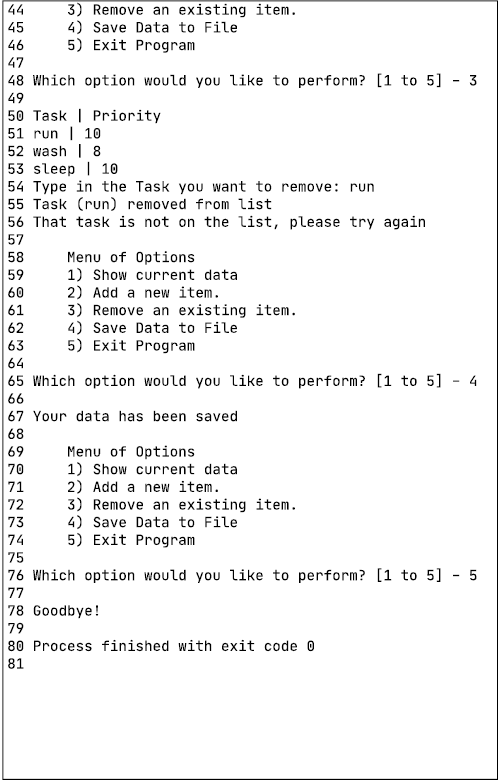 44     3) Remove an existing item.
45     4) Save Data to File
46     5) Exit Program
47
48 Which option would you like to perform? [1 to 5] - 3
49
50 Task | Priority
51 run | 10
52 wash | 8
53 sleep | 10
54 Type in the Task you want to remove: run
55 Task (run) removed from list
56 That task is not on the list, please try again
57
58     Menu of Options
59     1) Show current data
60     2) Add a new item.
61     3) Remove an existing item.
62     4) Save Data to File
63     5) Exit Program
64
65 Which option would you like to perform? [1 to 5] - 4
66
67 Your data has been saved
68
69     Menu of Options
70     1) Show current data
71     2) Add a new item.
72     3) Remove an existing item.
73     4) Save Data to File
74     5) Exit Program
75
76 Which option would you like to perform? [1 to 5] - 5
77
78 Goodbye!
79
80 Process finished with exit code 0
81